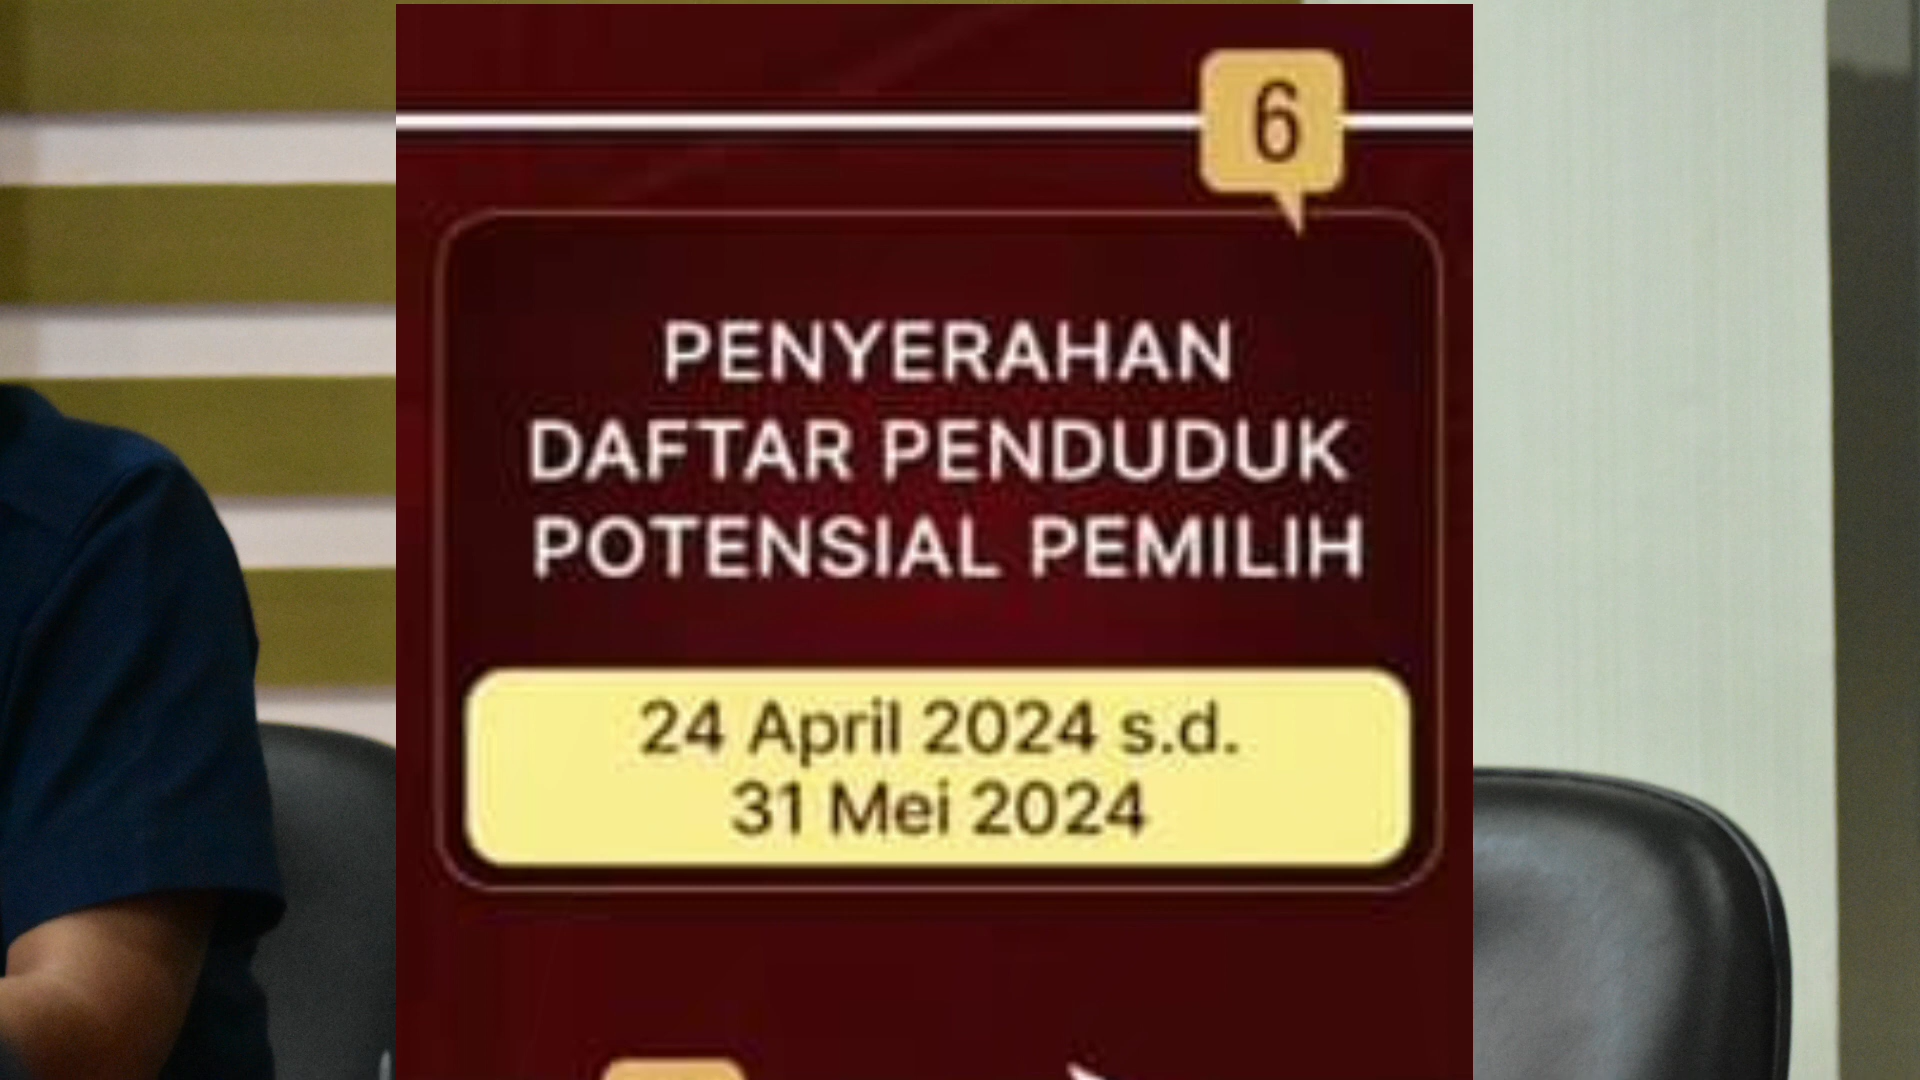 6
PENYERAHAN
DAFTAR PENDUDUK
POTENSIAL PEMILIH
24 April 2024 s.d.
31 Mei 2024